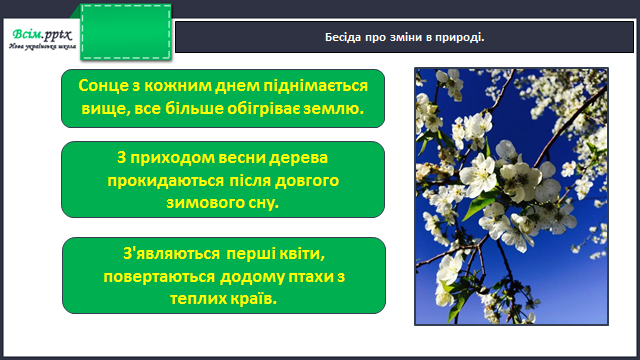 Всім.pptx
Нова українська школа
Бесіда про зміни в природі.
Сонце з кожним днем піднімається
вище, все більше обігріває землю.
З приходом весни дерева
прокидаються після довгого
зимового сну.
З'являються перші квіти,
повертаються додому птахи з
теплих країв.